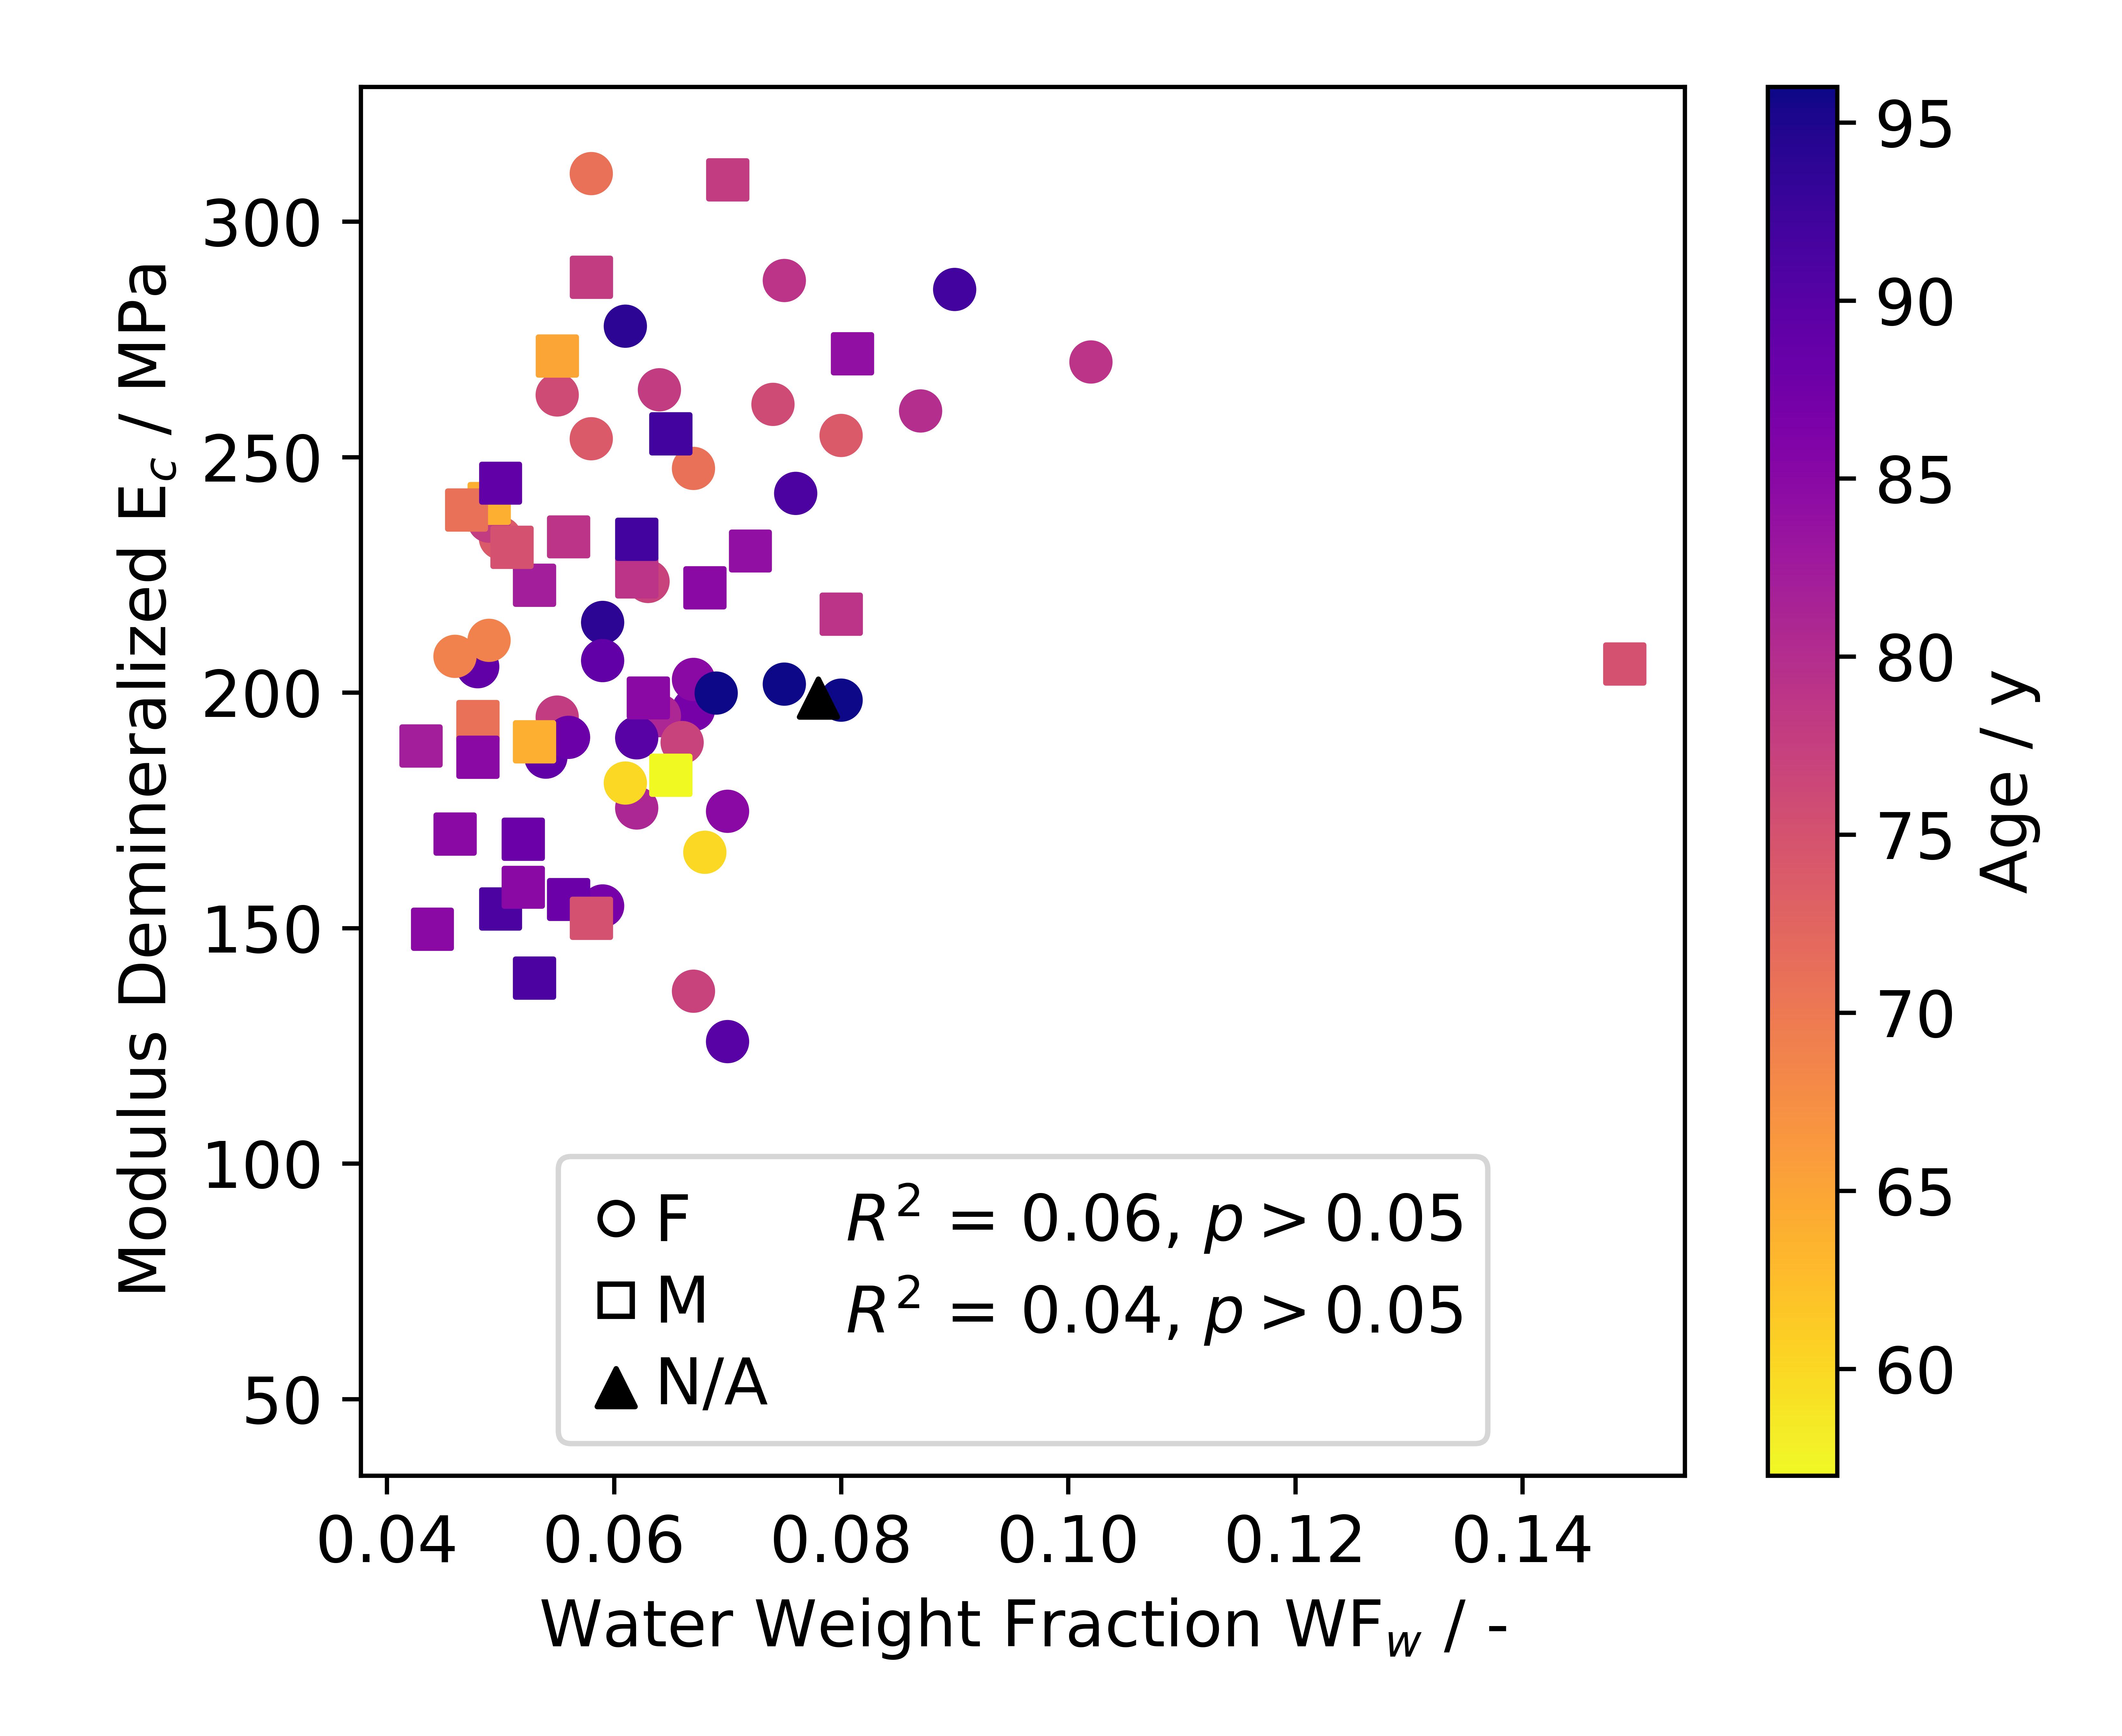 Modulus Demineralized E_c / MPa
300
250
200
150
100
50
0.04 0.06 0.08 0.10 0.12 0.14
Water Weight Fraction WF_w / -
F R² = 0.06, p > 0.05
M R² = 0.04, p > 0.05
N/A
95
90
85
80
75
70
65
60
Age / y